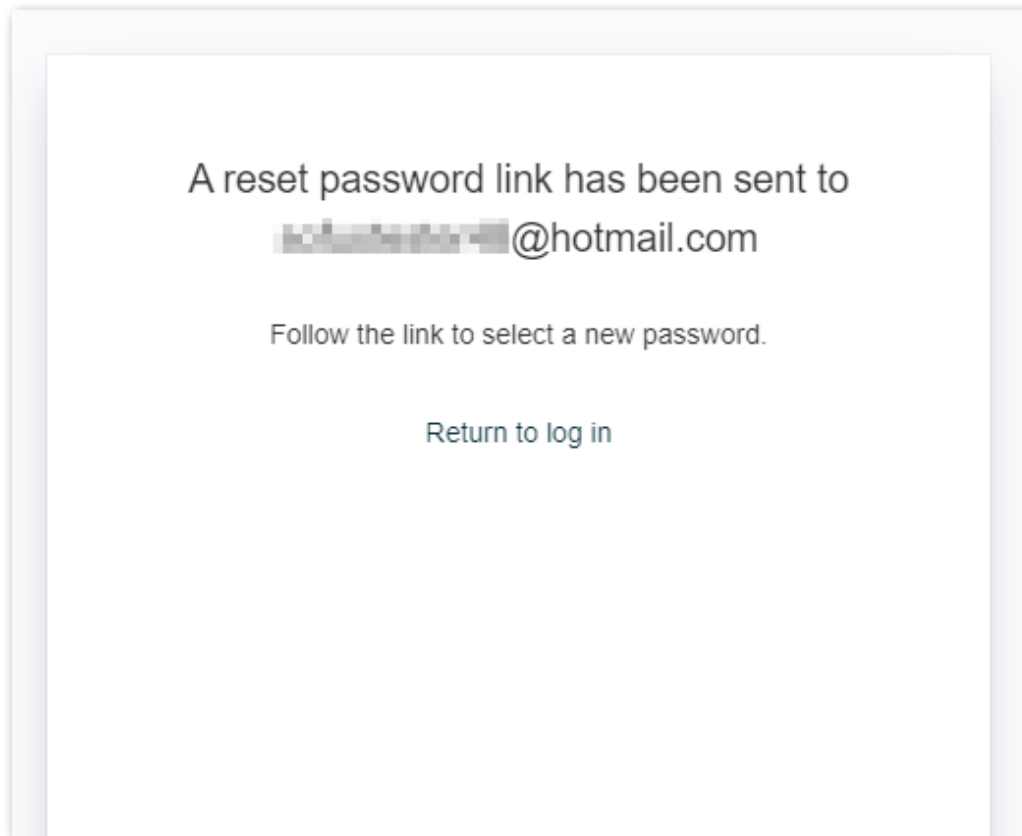 A reset password link has been sent to
@hotmail.com
Follow the link to select a new password.
Return to log in